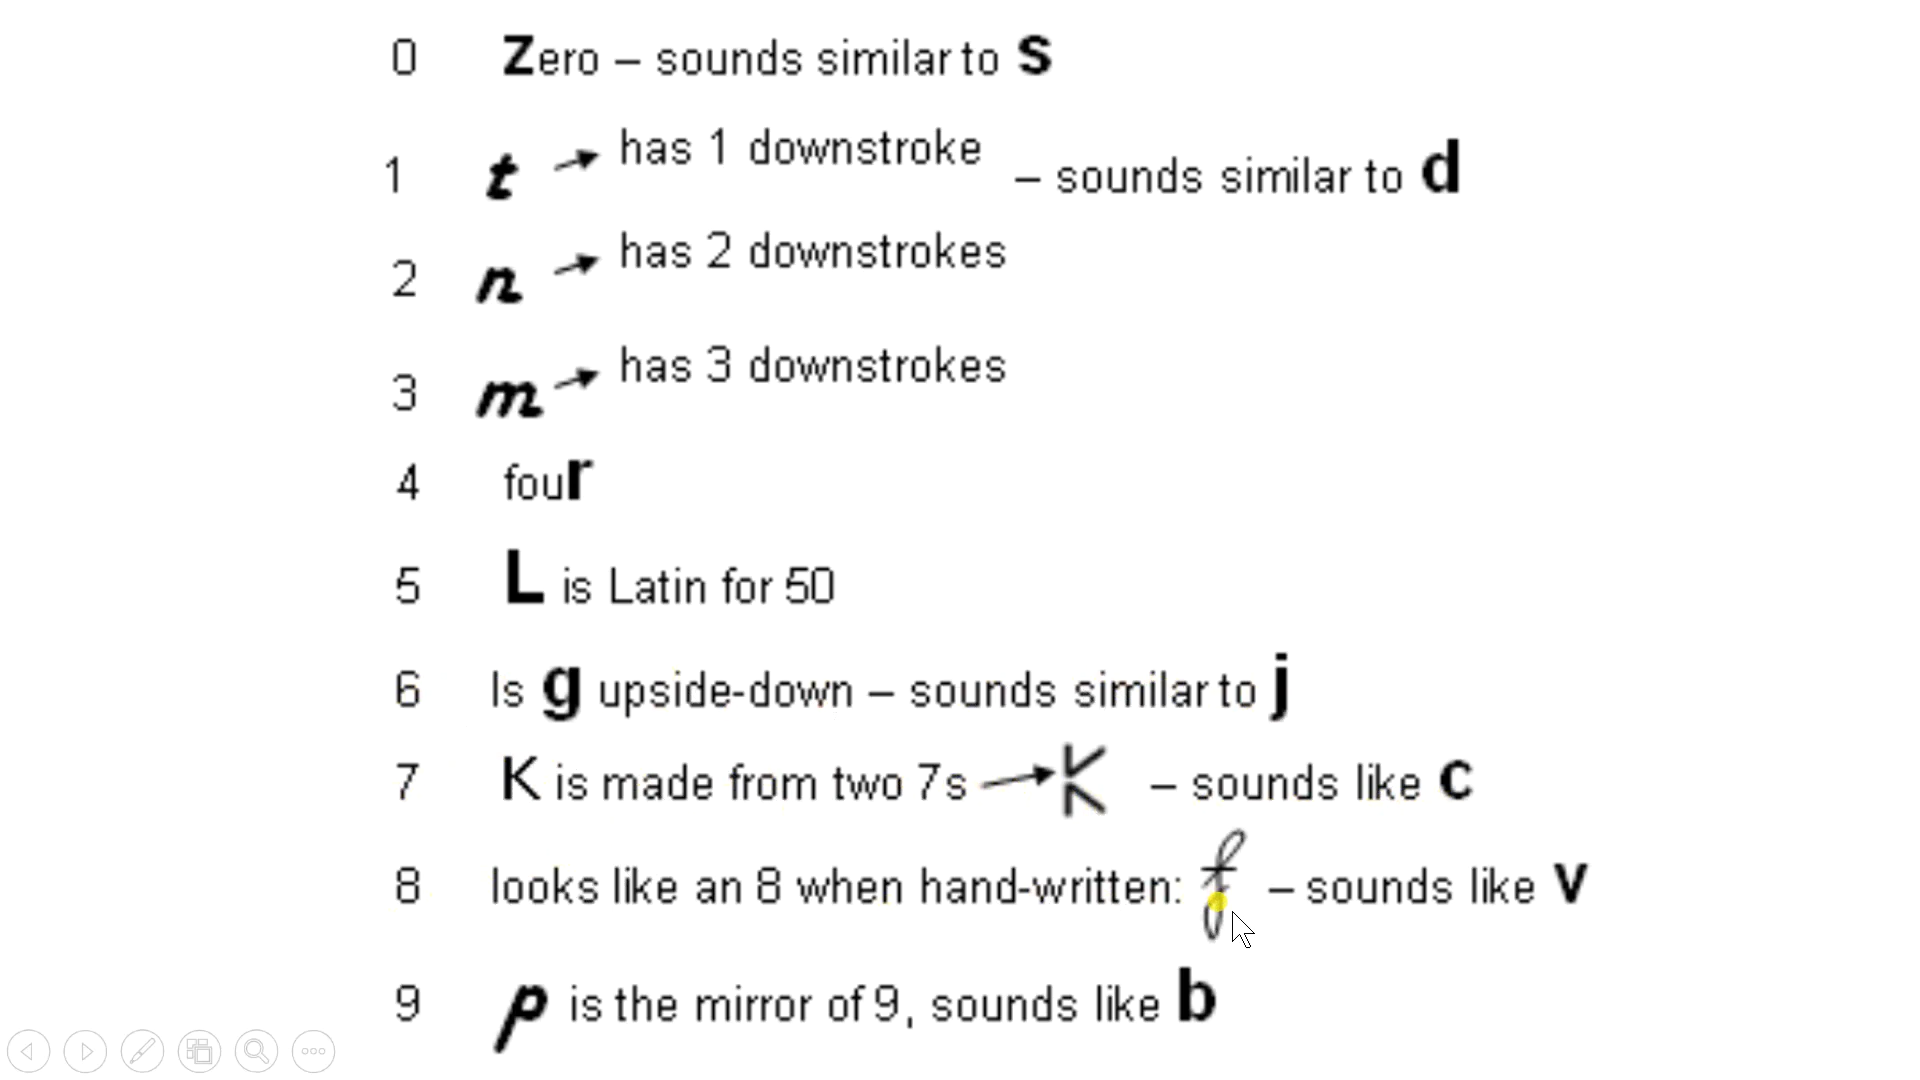 0 Zero – sounds similar to s
1 t has 1 downstroke – sounds similar to d
2 n has 2 downstrokes
3 m has 3 downstrokes
4 four
5 L is Latin for 50
6 Is g upside-down – sounds similar to j
7 K is made from two 7s K – sounds like c
8 looks like an 8 when hand-written: f – sounds like v
9 p is the mirror of 9, sounds like b